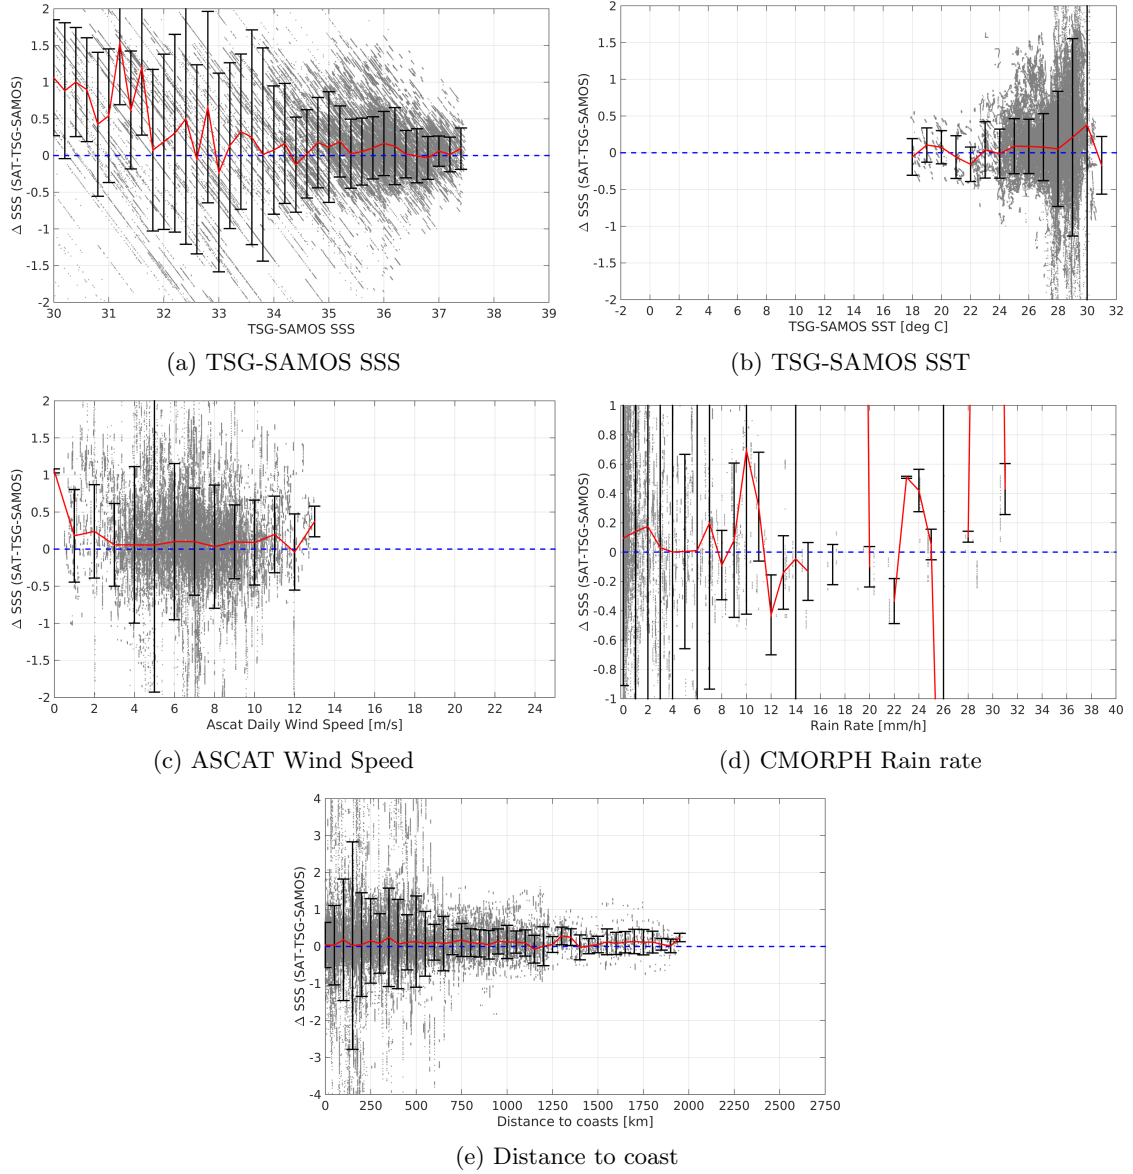 2
1.5
1
0.5
0
-0.5
-1
-1.5
-2
Δ SSS (SAT-TSG-SAMOS)
30 31 32 33 34 35 36 37 38 39
TSG-SAMOS SSS
(a) TSG-SAMOS SSS
2
1.5
1
0.5
0
-0.5
-1
-1.5
-2
Δ SSS (SAT-TSG-SAMOS)
-2 0 2 4 6 8 10 12 14 16 18 20 22 24 26 28 30 32
TSG-SAMOS SST [deg C]
(b) TSG-SAMOS SST
2
1.5
1
0.5
0
-0.5
-1
-1.5
-2
Δ SSS (SAT-TSG-SAMOS)
0 2 4 6 8 10 12 14 16 18 20 22 24
Ascat Daily Wind Speed [m/s]
(c) ASCAT Wind Speed
1
0.8
0.6
0.4
0.2
0
-0.2
-0.4
-0.6
-0.8
-1
Δ SSS (SAT-TSG-SAMOS)
0 2 4 6 8 10 12 14 16 18 20 22 24 26 28 30 32 34 36 38 40
Rain Rate [mm/h]
(d) CMORPH Rain rate
4
3
2
1
0
-1
-2
-3
-4
Δ SSS (SAT-TSG-SAMOS)
0 250 500 750 1000 1250 1500 1750 2000 2250 2500 2750
Distance to coasts [km]
(e) Distance to coast